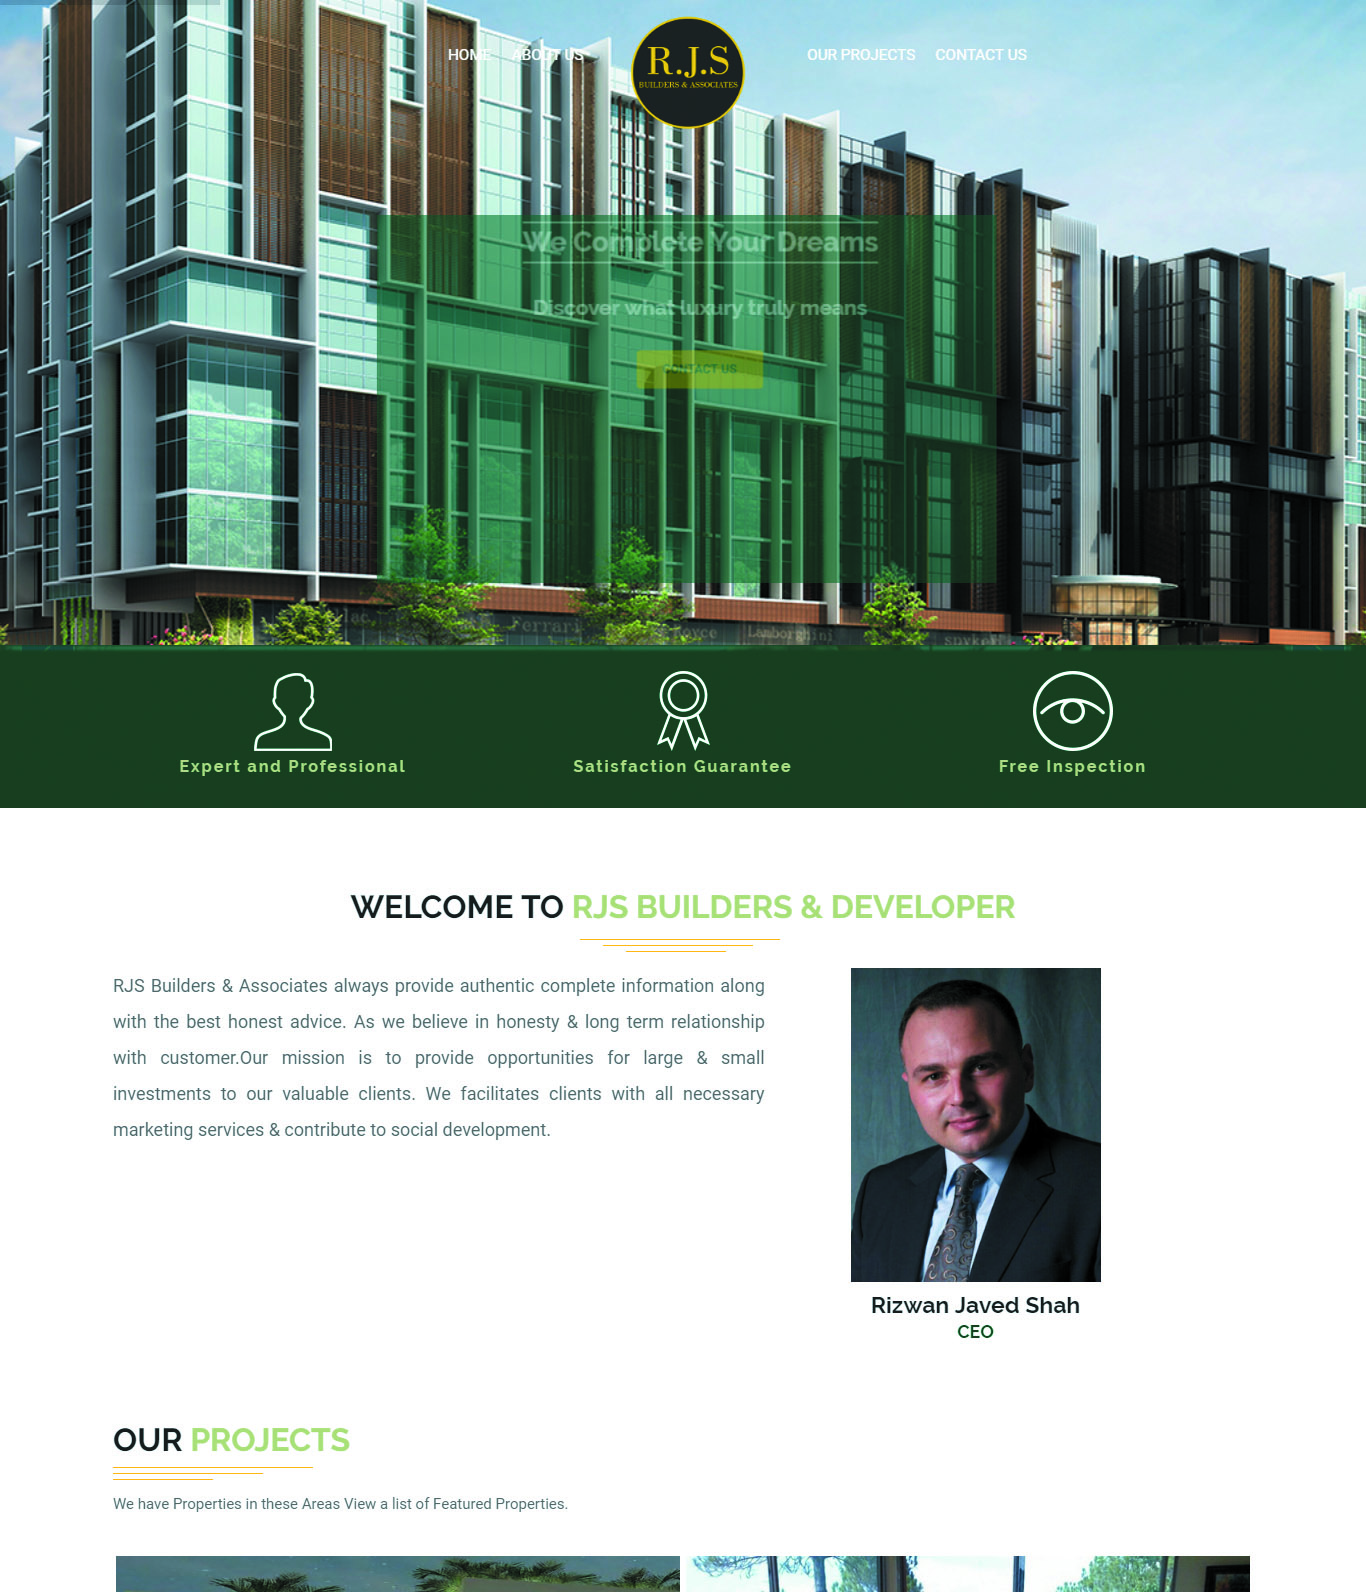 HOME ABOUT US
R.J.S
BUILDERS & ASSOCIATES
OUR PROJECTS CONTACT US
We Complete Your Dreams
Discover what luxury truly means
CONTACT US
Ferrari
Lamborghini
Expert and Professional
Satisfaction Guarantee
Free Inspection
WELCOME TO RJS BUILDERS & DEVELOPER
RJS Builders & Associates always provide authentic complete information along
with the best honest advice. As we believe in honesty & long term relationship
with customer.Our mission is to provide opportunities for large & small
investments to our valuable clients. We facilitates clients with all necessary
marketing services & contribute to social development.
Rizwan Javed Shah
CEO
OUR PROJECTS
We have Properties in these Areas View a list of Featured Properties.